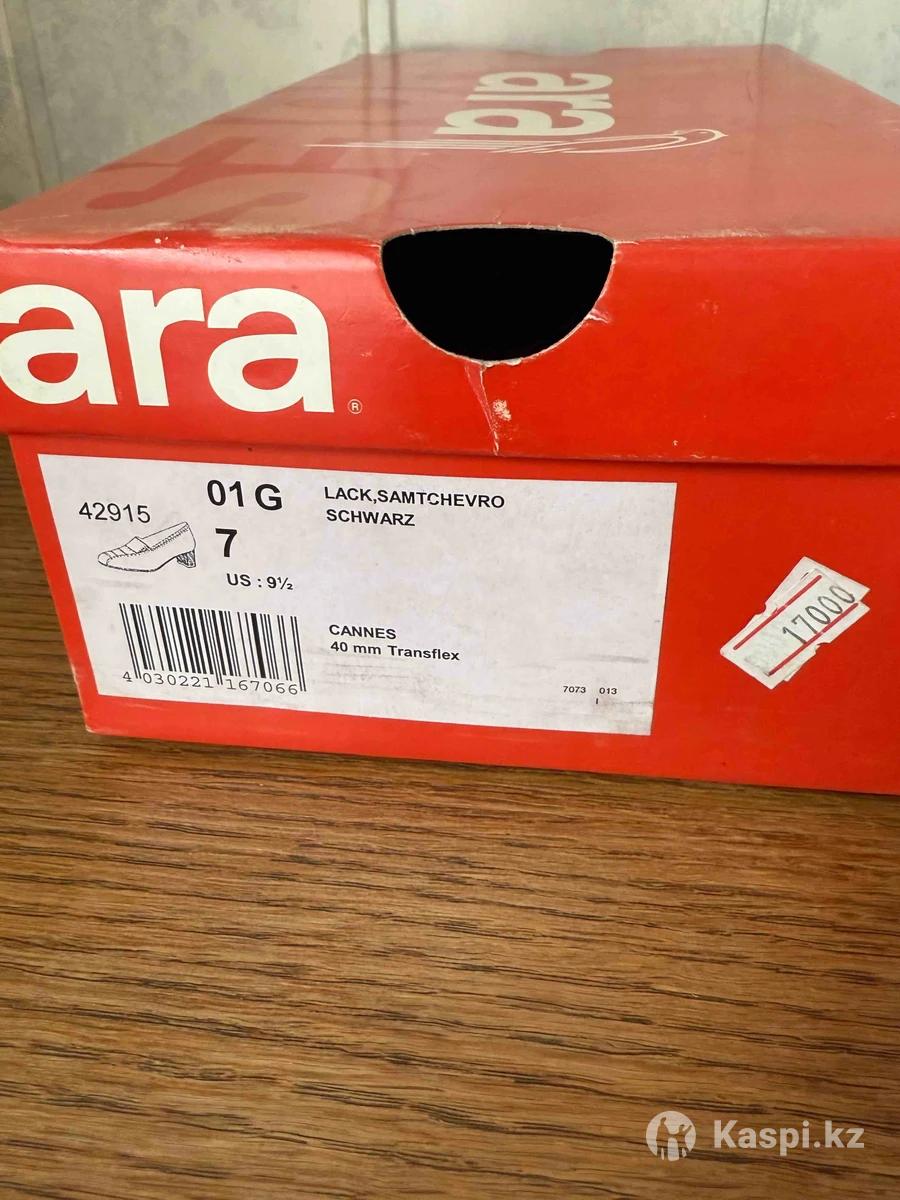 ara
ara®
42915
01 G
7
US : 9½
LACK,SAMTCHEVRO
SCHWARZ
4 030221 167066
CANNES
40 mm Transflex
7073 013
I
17000
Kaspi.kz